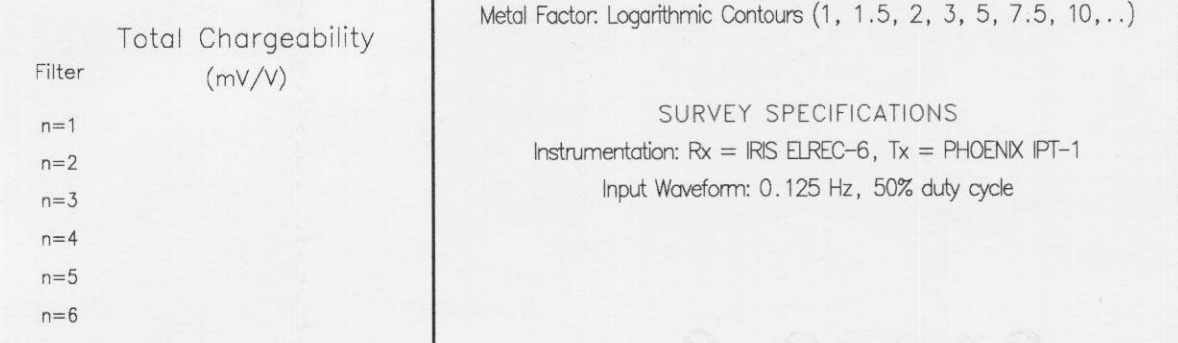 Total Chargeability
Filter
(mV/V)
n=1
n=2
n=3
n=4
n=5
n=6
Metal Factor: Logarithmic Contours (1, 1.5, 2, 3, 5, 7.5, 10,..)
SURVEY SPECIFICATIONS
Instrumentation: Rx = IRIS ELREC-6, Tx = PHOENIX IPT-1
Input Waveform: 0.125 Hz, 50% duty cycle